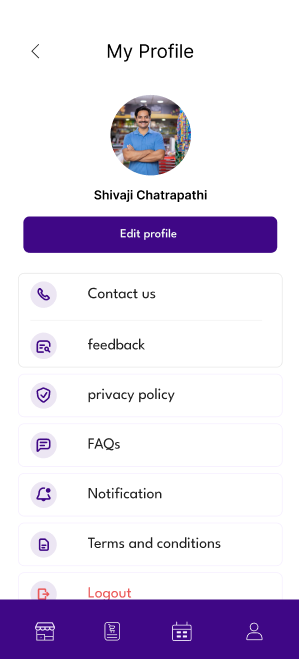 My Profile
Shivaji Chatrapathi
Edit profile
Contact us
feedback
privacy policy
FAQs
Notification
Terms and conditions
Logout